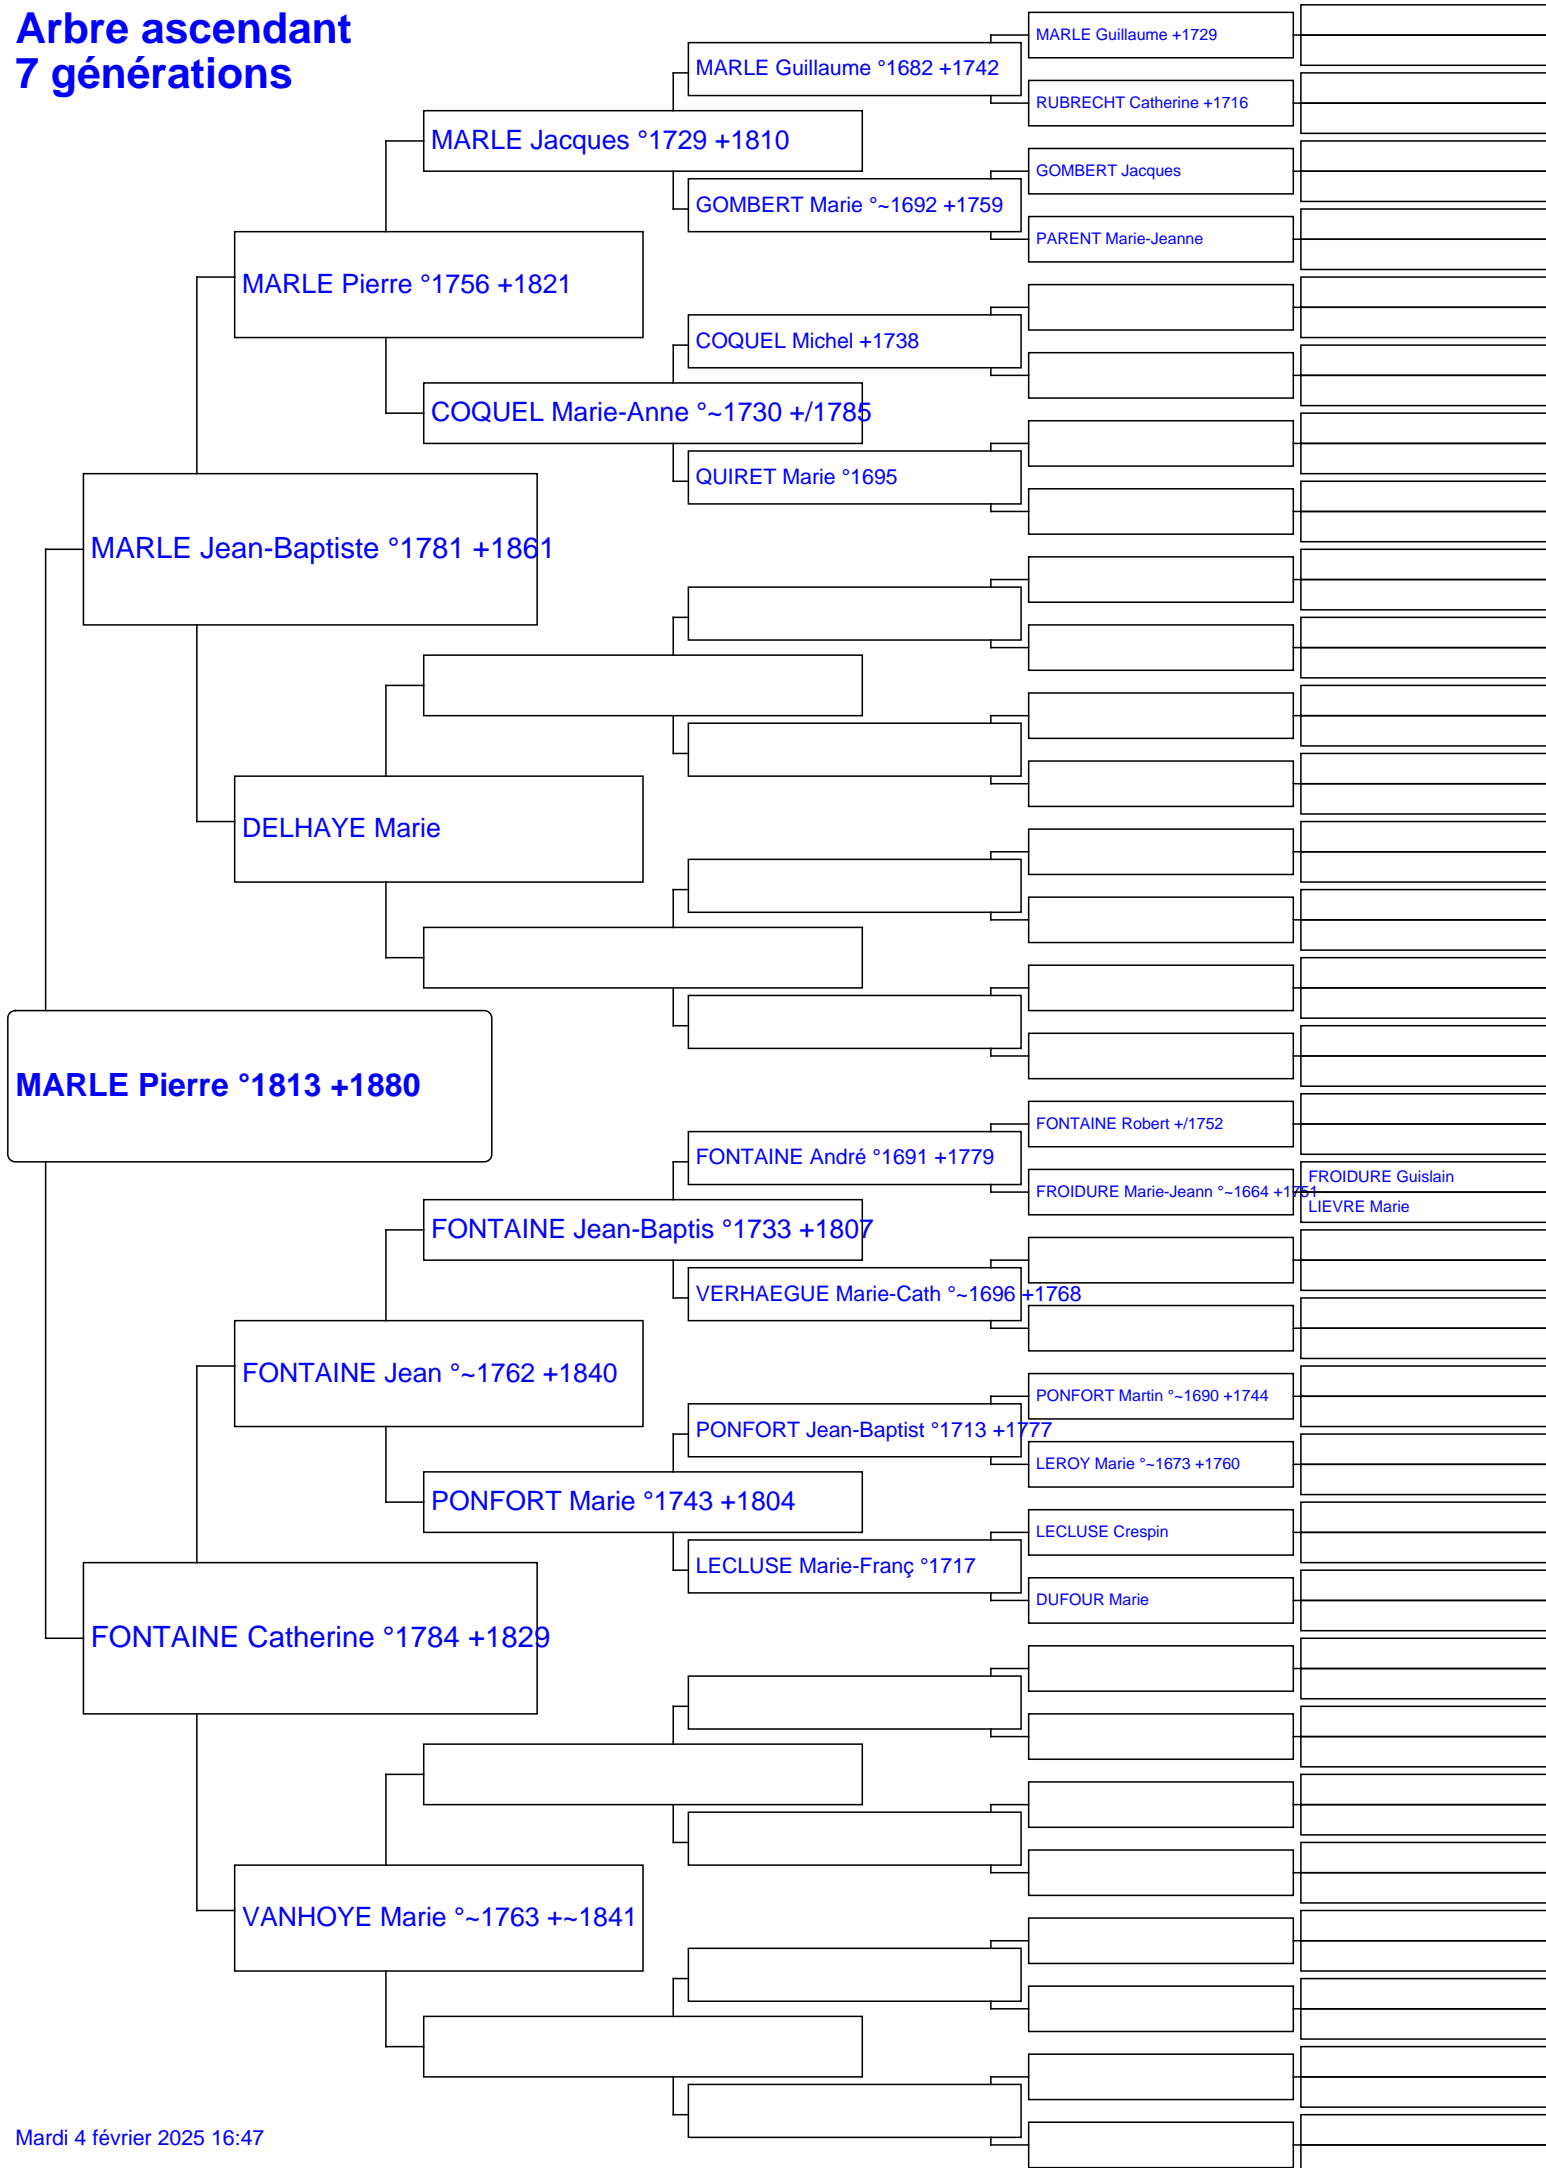 Arbre ascendant
7 générations
MARLE Guillaume +1729
MARLE Guillaume °1682 +1742
RUBRECHT Catherine +1716
MARLE Jacques °1729 +1810
GOMBERT Jacques
GOMBERT Marie °~1692 +1759
PARENT Marie-Jeanne
MARLE Pierre °1756 +1821
COQUEL Michel +1738
COQUEL Marie-Anne °~1730 +/1785
QUIRET Marie °1695
MARLE Jean-Baptiste °1781 +1861
DELHAYE Marie
MARLE Pierre °1813 +1880
FONTAINE Robert +/1752
FONTAINE André °1691 +1779
FROIDURE Guislain
FROIDURE Marie-Jeann °~1664 +1751
LIEVRE Marie
FONTAINE Jean-Baptis °1733 +1807
VERHAEGUE Marie-Cath °~1696 +1768
FONTAINE Jean °~1762 +1840
PONFORT Martin °~1690 +1744
PONFORT Jean-Baptist °1713 +1777
LEROY Marie °~1673 +1760
PONFORT Marie °1743 +1804
LECLUSE Crespin
LECLUSE Marie-Franç °1717
DUFOUR Marie
FONTAINE Catherine °1784 +1829
VANHOYE Marie °~1763 +~1841
Mardi 4 février 2025 16:47